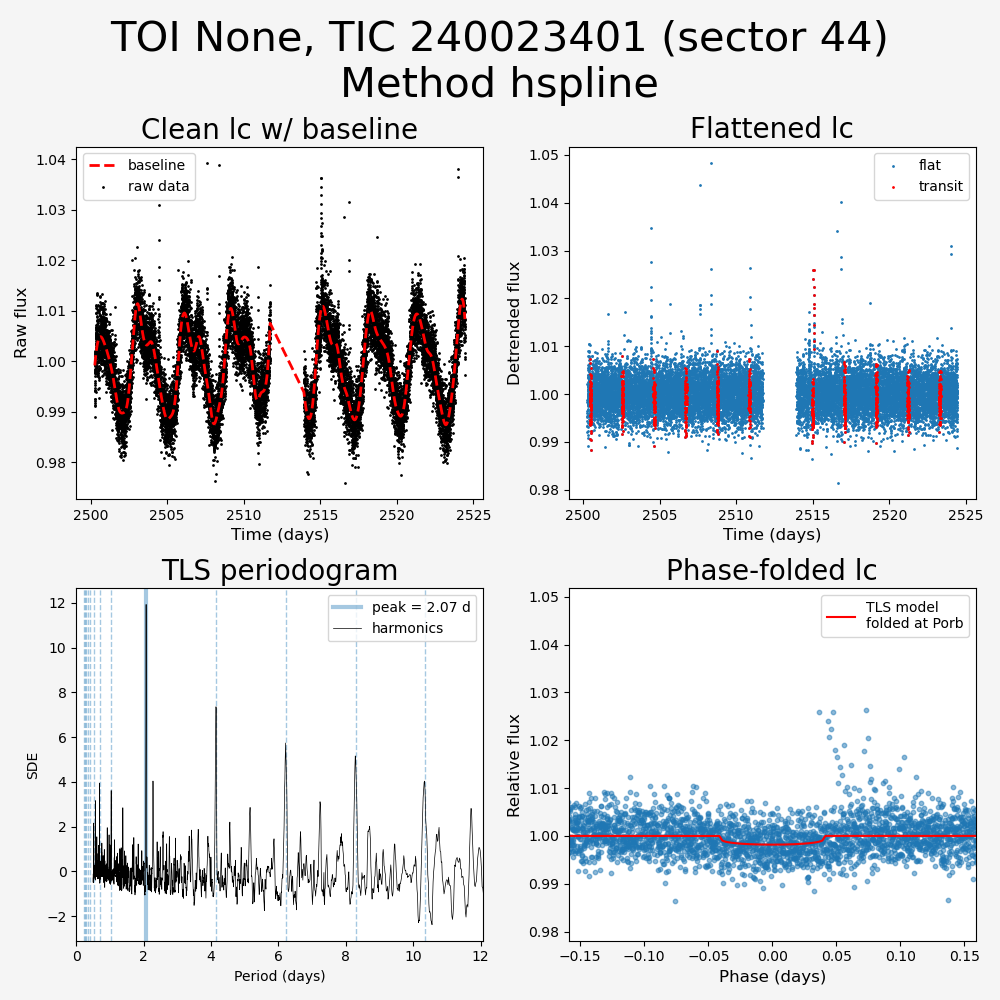 TOI None, TIC 240023401 (sector 44)
Method hspline
Clean lc w/ baseline
baseline
raw data
1.04
1.03
1.02
1.01
1.00
0.99
0.98
Raw flux
2500
2505
2510
2515
2520
2525
Time (days)
Flattened lc
flat
transit
1.05
1.04
1.03
1.02
1.01
1.00
0.99
0.98
Detrended flux
2500
2505
2510
2515
2520
2525
Time (days)
TLS periodogram
peak = 2.07 d
harmonics
12
10
8
6
4
2
0
−2
SDE
0
2
4
6
8
10
12
Period (days)
Phase-folded lc
TLS model
folded at Porb
1.05
1.04
1.03
1.02
1.01
1.00
0.99
0.98
Relative flux
−0.15
−0.10
−0.05
0.00
0.05
0.10
0.15
Phase (days)